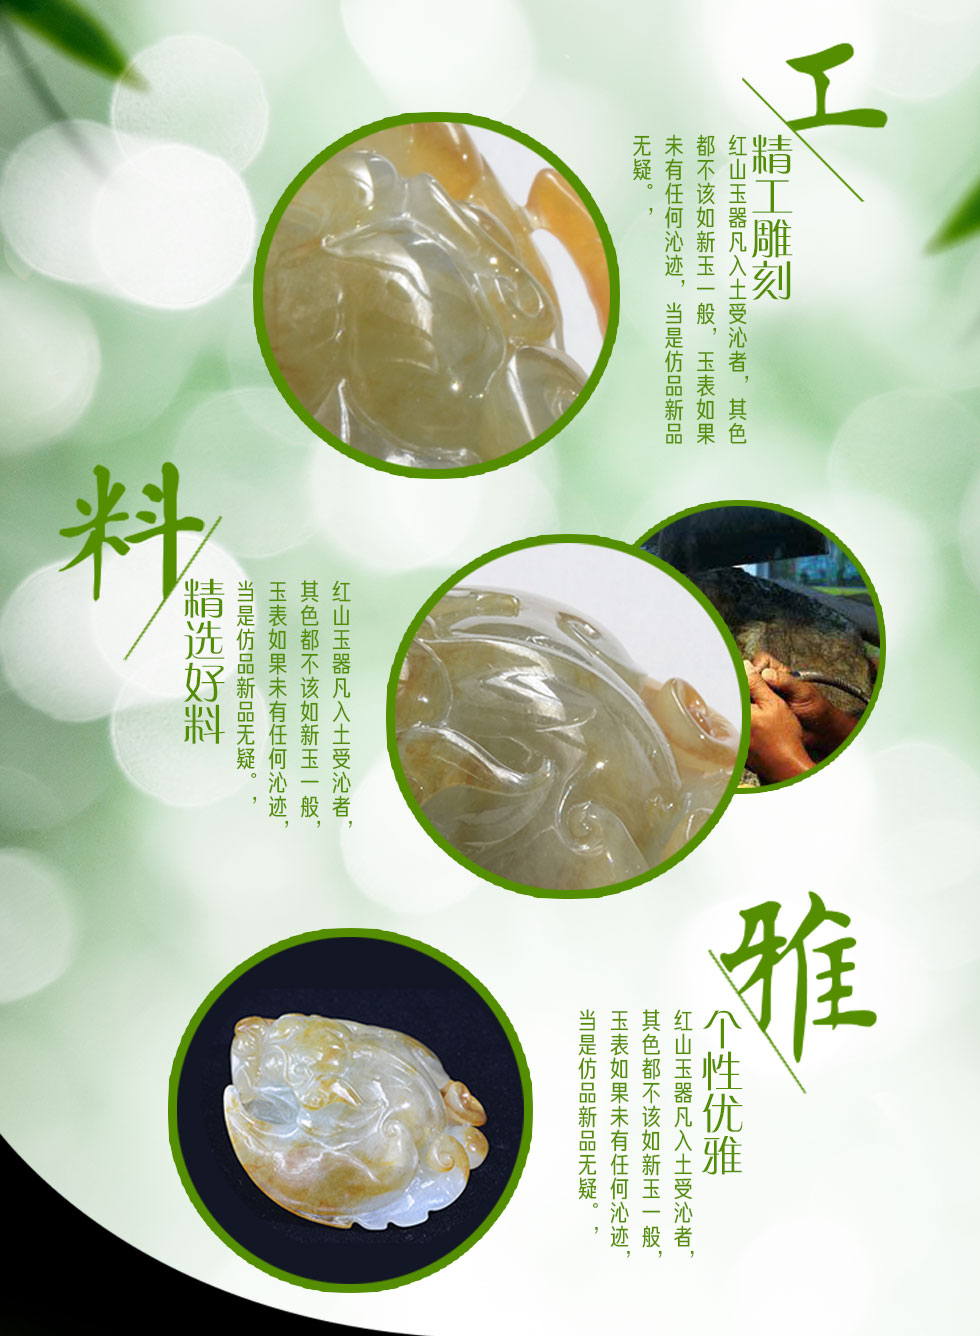 工
精工雕刻
红山玉器凡入土受沁者，其色
都不该如新玉一般，玉表如果
未有任何沁迹，当是仿品新品
无疑。，
料
精选好料
红山玉器凡入土受沁者，
其色都不该如新玉一般，
玉表如果未有任何沁迹，
当是仿品新品无疑。，
雅
个性优雅
红山玉器凡入土受沁者，
其色都不该如新玉一般，
玉表如果未有任何沁迹，
当是仿品新品无疑。，